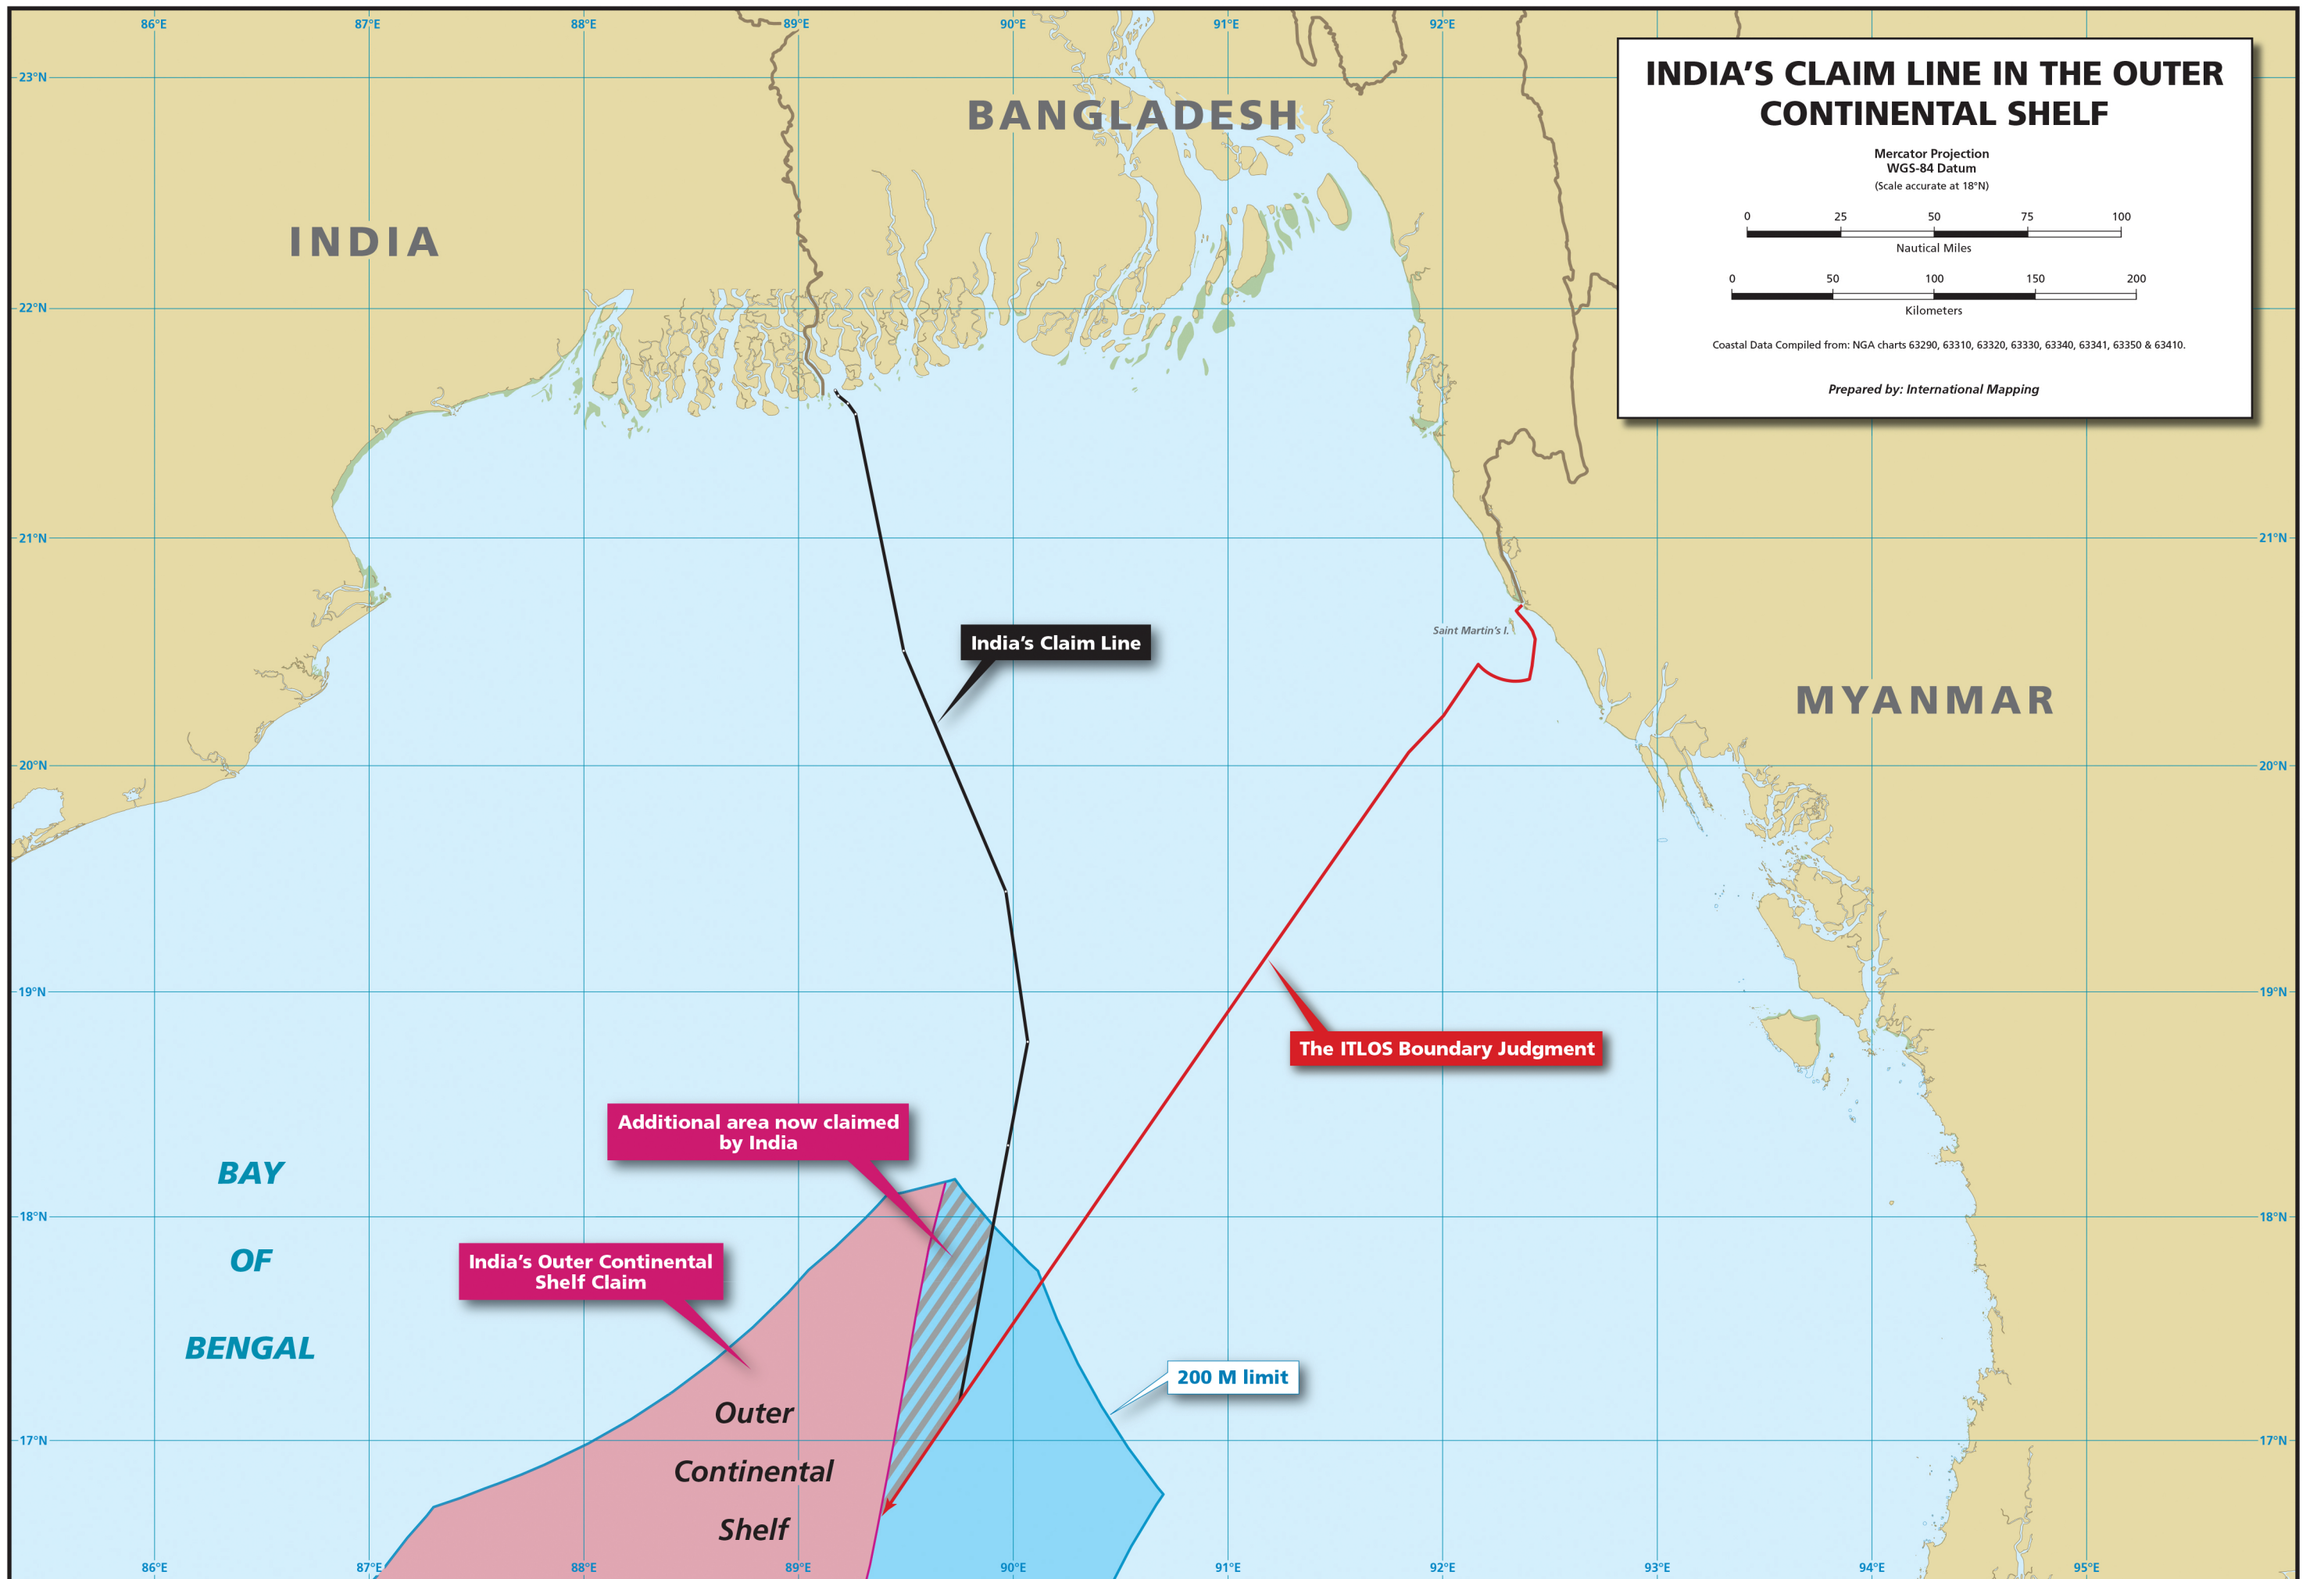 86°E
87°E
88°E
89°E
90°E
91°E
92°E
INDIA’S CLAIM LINE IN THE OUTER
CONTINENTAL SHELF
Mercator Projection
WGS-84 Datum
(Scale accurate at 18°N)
0 25 50 75 100
Nautical Miles
0 50 100 150 200
Kilometers
Coastal Data Compiled from: NGA charts 63290, 63310, 63320, 63330, 63340, 63341, 63350 & 63410.
Prepared by: International Mapping
23°N
BANGLADESH
INDIA
22°N
21°N
21°N
Saint Martin’s I.
India’s Claim Line
MYANMAR
20°N
20°N
19°N
19°N
The ITLOS Boundary Judgment
Additional area now claimed
by India
BAY
OF
BENGAL
18°N
18°N
India’s Outer Continental
Shelf Claim
200 M limit
Outer
Continental
Shelf
17°N
17°N
86°E
87°E
88°E
89°E
90°E
91°E
92°E
93°E
94°E
95°E